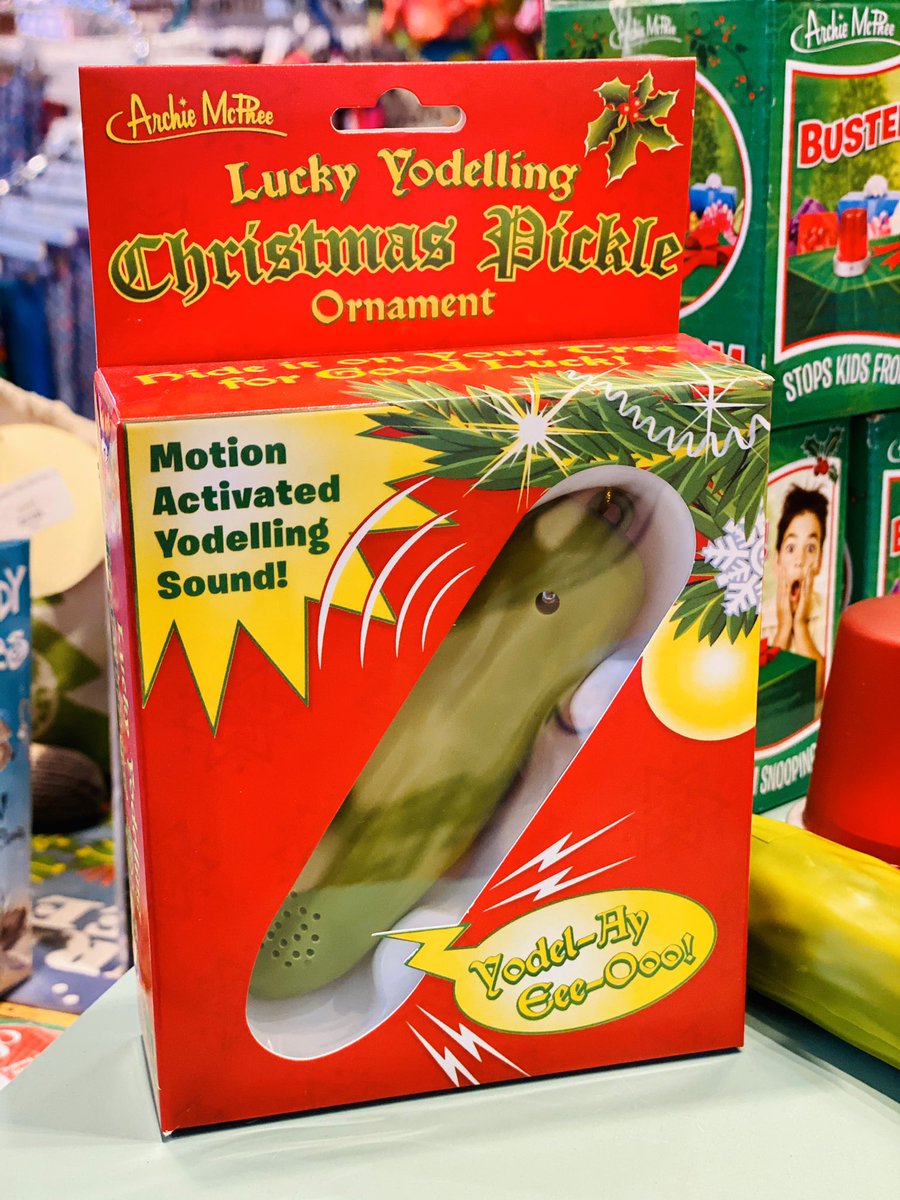 Archie McPhee
Lucky Yodelling
Christmas Pickle
Ornament
Hide it on Your Tree
for Good Luck!
Motion
Activated
Yodelling
Sound!
Yodel-Ay
Eee-Ooo!
Archie McPhee
Archie McPhee
BUSTE
STOPS KIDS FRO
SNOOPIN